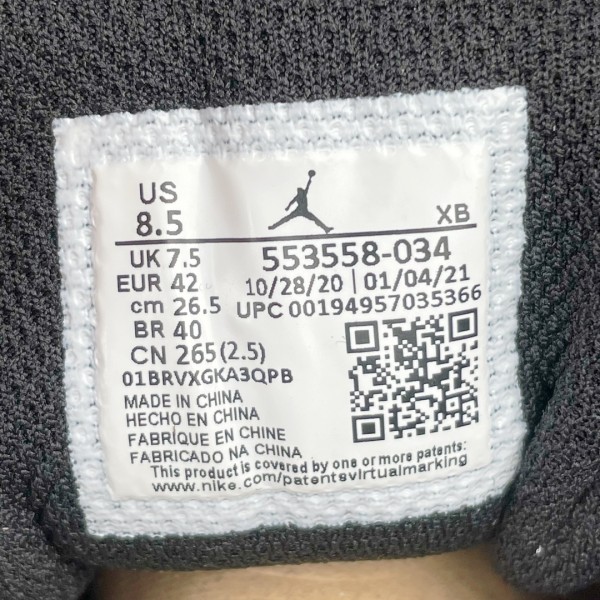 US
8.5
XB
UK 7.5
553558-034
EUR 42
10/28/20 | 01/04/21
cm 26.5
UPC 00194957035366
BR 40
CN 265(2.5)
01BRVXGKA3QPB
MADE IN CHINA
HECHO EN CHINA
FABRIQUE EN CHINE
FABRICADO NA CHINA
This product is covered by one or more patents:
www.nike.com/patentsvirtualmarking